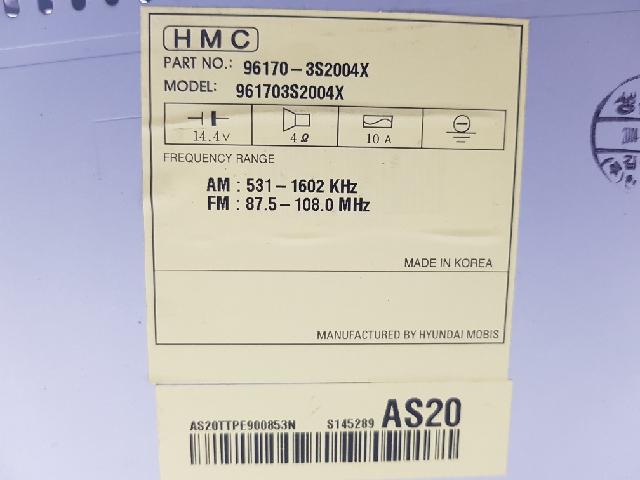 HMC
PART NO.: 96170-3S2004X
MODEL: 961703S2004X
14.4V 4Ω 10 A
FREQUENCY RANGE
AM : 531-1602 KHz
FM : 87.5-108.0 MHz
MADE IN KOREA
MANUFACTURED BY HYUNDAI MOBIS
AS20TTPE900853N S145289 AS20